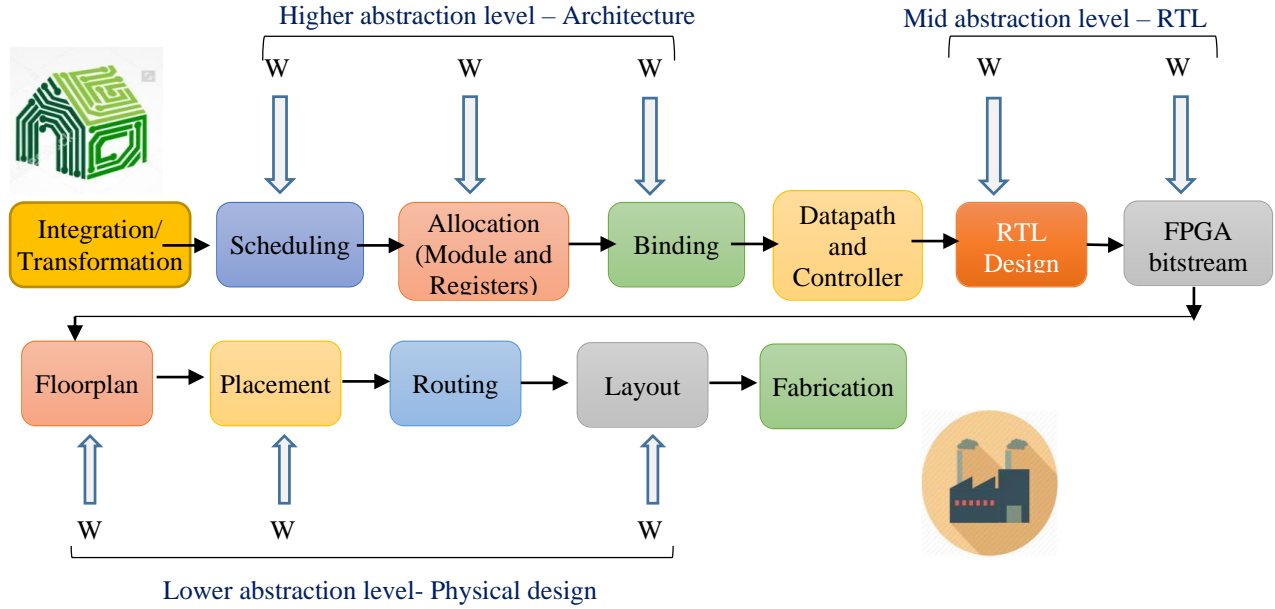 Higher abstraction level – Architecture
Mid abstraction level – RTL
W
W
W
W
W
Integration/
Transformation
Scheduling
Allocation
(Module and
Registers)
Binding
Datapath
and
Controller
RTL
Design
FPGA
bitstream
Floorplan
Placement
Routing
Layout
Fabrication
W
W
W
Lower abstraction level- Physical design